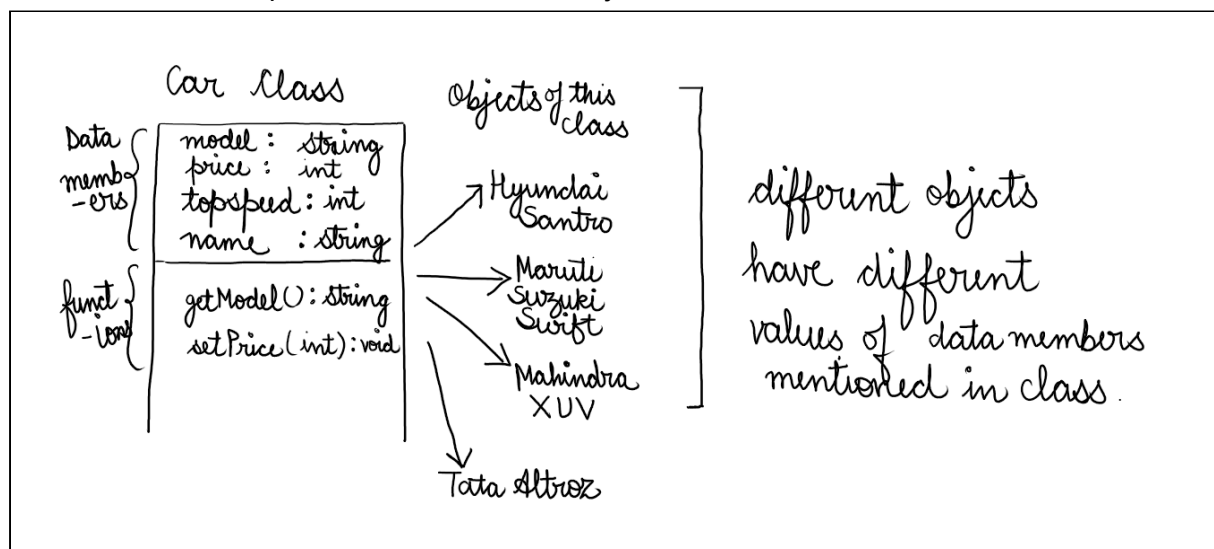 Car Class
Data
memb
-ers
model : string
price : int
topspeed : int
name : string
funct
-ions
getModel() : string
setPrice(int) : void
Objects of this
class
Hyundai
Santro
Maruti
Suzuki
Swift
Mahindra
XUV
Tata Altroz
different objects
have different
values of data members
mentioned in class.